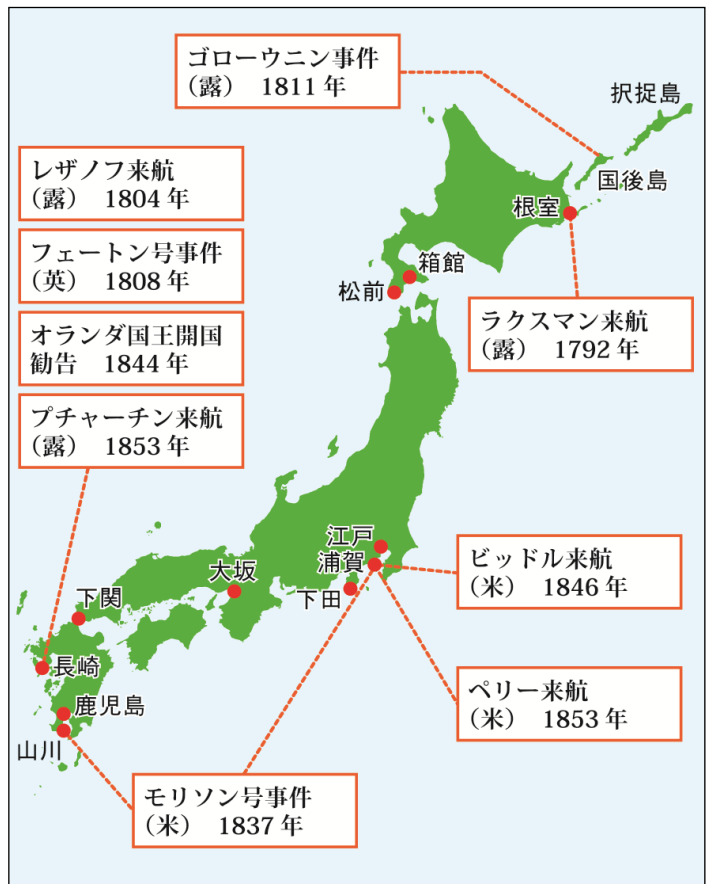 ゴローウニン事件
(露) 1811年
択捉島
国後島
レザノフ来航
(露) 1804年
フェートン号事件
(英) 1808年
オランダ国王開国
勧告 1844年
プチャーチン来航
(露) 1853年
根室
箱館
松前
ラクスマン来航
(露) 1792年
江戸
浦賀
大坂
下田
下関
長崎
鹿児島
山川
ビッドル来航
(米) 1846年
ペリー来航
(米) 1853年
モリソン号事件
(米) 1837年